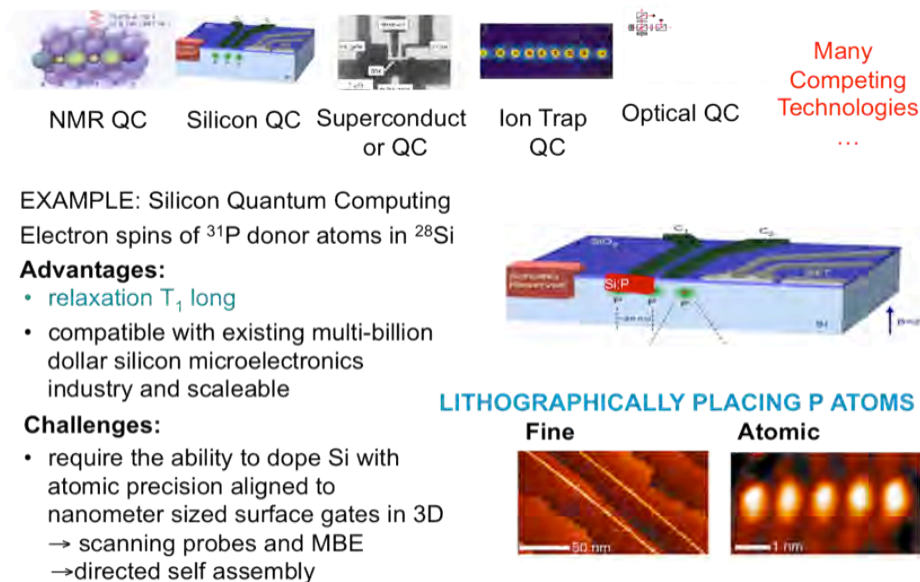 NMR QC
Silicon QC
Superconduct
or QC
Ion Trap
QC
Optical QC
Many
Competing
Technologies
...
EXAMPLE: Silicon Quantum Computing
Electron spins of ³¹P donor atoms in ²⁸Si
Advantages:
• relaxation T₁ long
• compatible with existing multi-billion
dollar silicon microelectronics
industry and scaleable
Challenges:
• require the ability to dope Si with
atomic precision aligned to
nanometer sized surface gates in 3D
→ scanning probes and MBE
→directed self assembly
SiO₂
Si:P
P P P
Si
LITHOGRAPHICALLY PLACING P ATOMS
Fine
Atomic
50 nm
1 nm